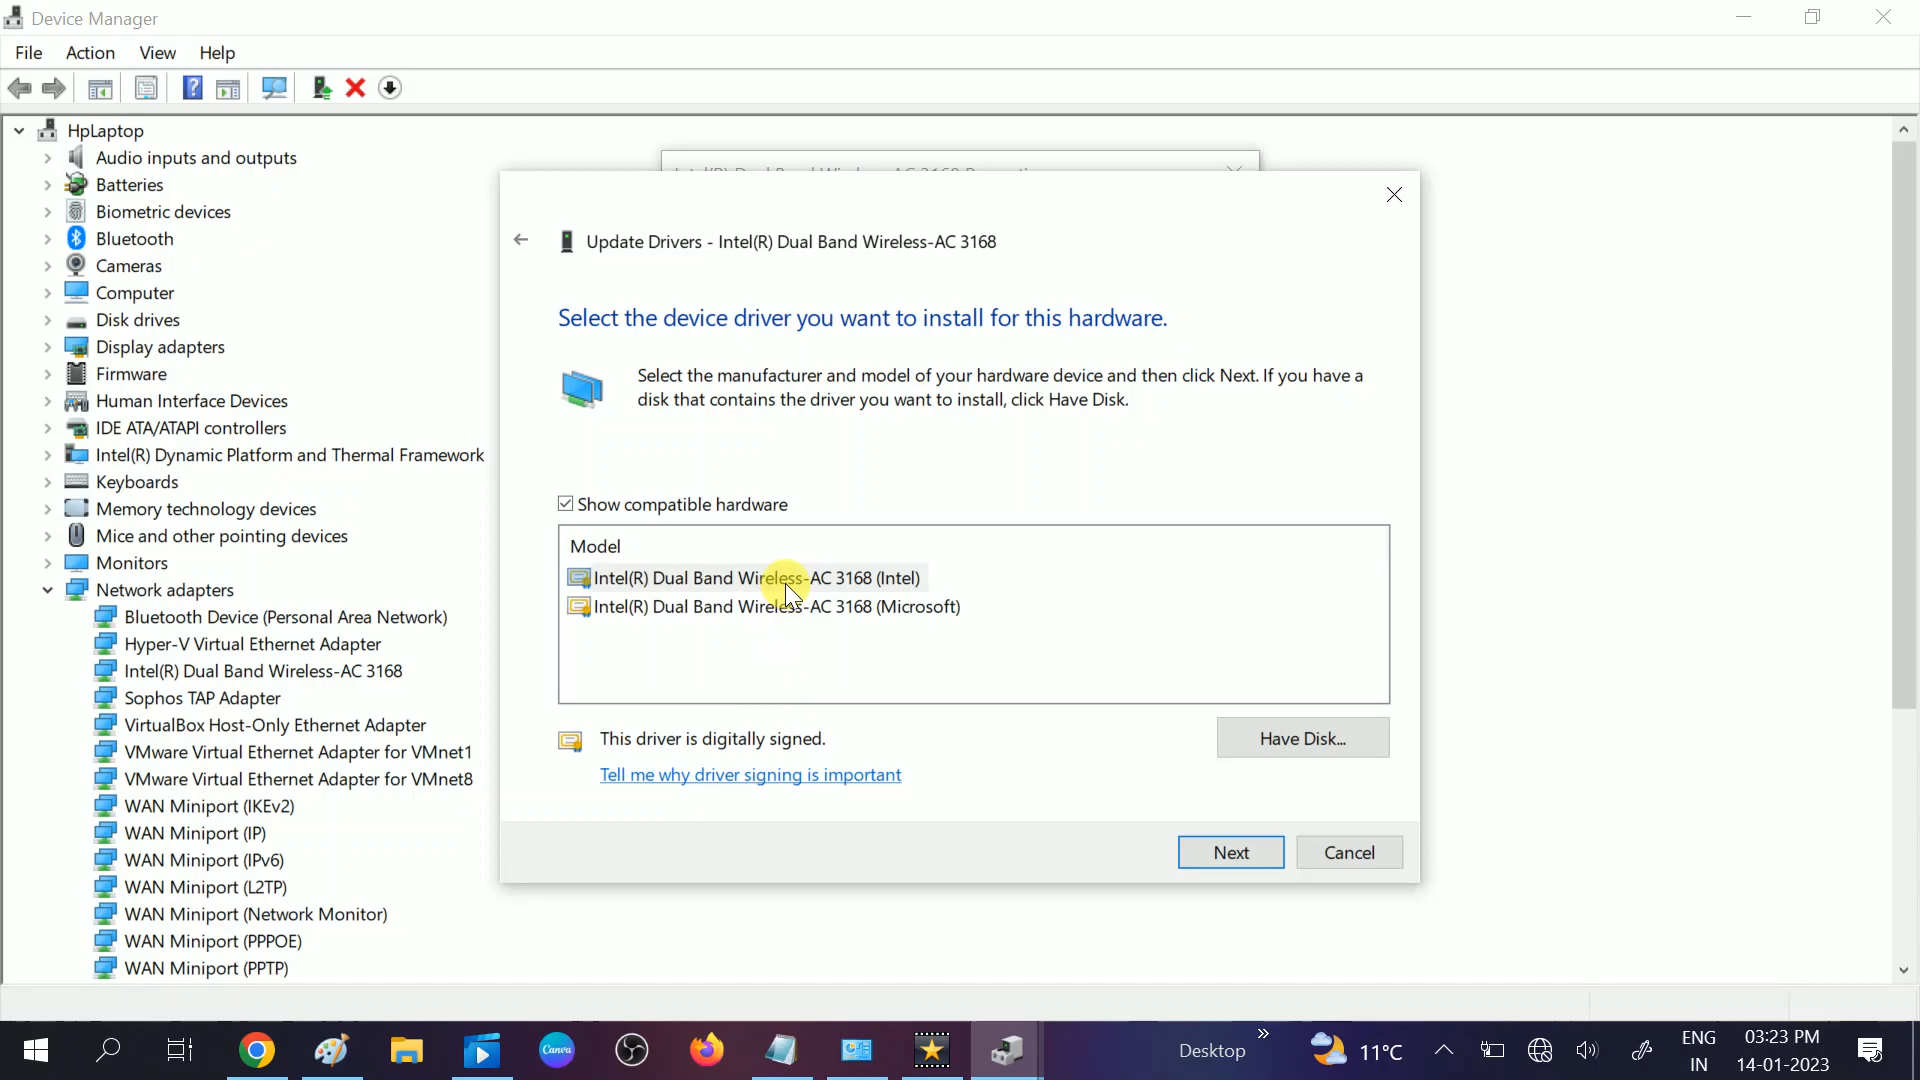 Device Manager
File Action View Help
HpLaptop
Audio inputs and outputs
Batteries
Biometric devices
Bluetooth
Cameras
Computer
Disk drives
Display adapters
Firmware
Human Interface Devices
IDE ATA/ATAPI controllers
Intel(R) Dynamic Platform and Thermal Framework
Keyboards
Memory technology devices
Mice and other pointing devices
Monitors
Network adapters
Bluetooth Device (Personal Area Network)
Hyper-V Virtual Ethernet Adapter
Intel(R) Dual Band Wireless-AC 3168
Sophos TAP Adapter
VirtualBox Host-Only Ethernet Adapter
VMware Virtual Ethernet Adapter for VMnet1
VMware Virtual Ethernet Adapter for VMnet8
WAN Miniport (IKEv2)
WAN Miniport (IP)
WAN Miniport (IPv6)
WAN Miniport (L2TP)
WAN Miniport (Network Monitor)
WAN Miniport (PPPOE)
WAN Miniport (PPTP)
Update Drivers - Intel(R) Dual Band Wireless-AC 3168
Select the device driver you want to install for this hardware.
Select the manufacturer and model of your hardware device and then click Next. If you have a
disk that contains the driver you want to install, click Have Disk.
Show compatible hardware
Model
Intel(R) Dual Band Wireless-AC 3168 (Intel)
Intel(R) Dual Band Wireless-AC 3168 (Microsoft)
This driver is digitally signed.
Have Disk...
Tell me why driver signing is important
Next Cancel
Canva
Desktop
11°C
ENG
IN
03:23 PM
14-01-2023